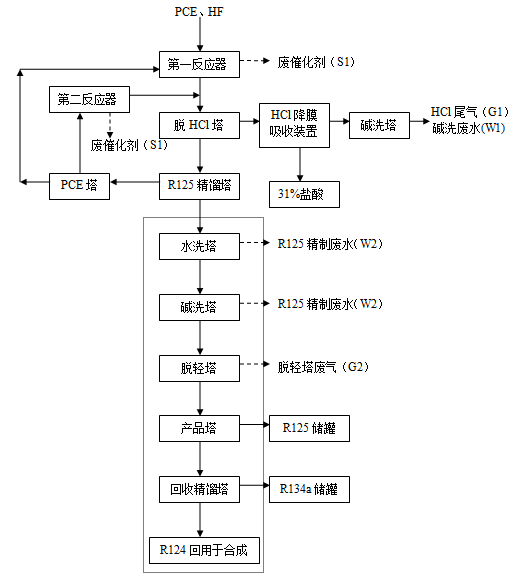 PCE、HF
第一反应器
废催化剂（S1）
第二反应器
废催化剂（S1）
脱 HCl 塔
HCl 降膜
吸收装置
碱洗塔
HCl 尾气（G1）
碱洗废水(W1)
PCE 塔
R125 精馏塔
31%盐酸
水洗塔
R125 精制废水（W2）
碱洗塔
R125 精制废水（W2）
脱轻塔
脱轻塔废气（G2）
产品塔
R125 储罐
回收精馏塔
R134a 储罐
R124 回用于合成